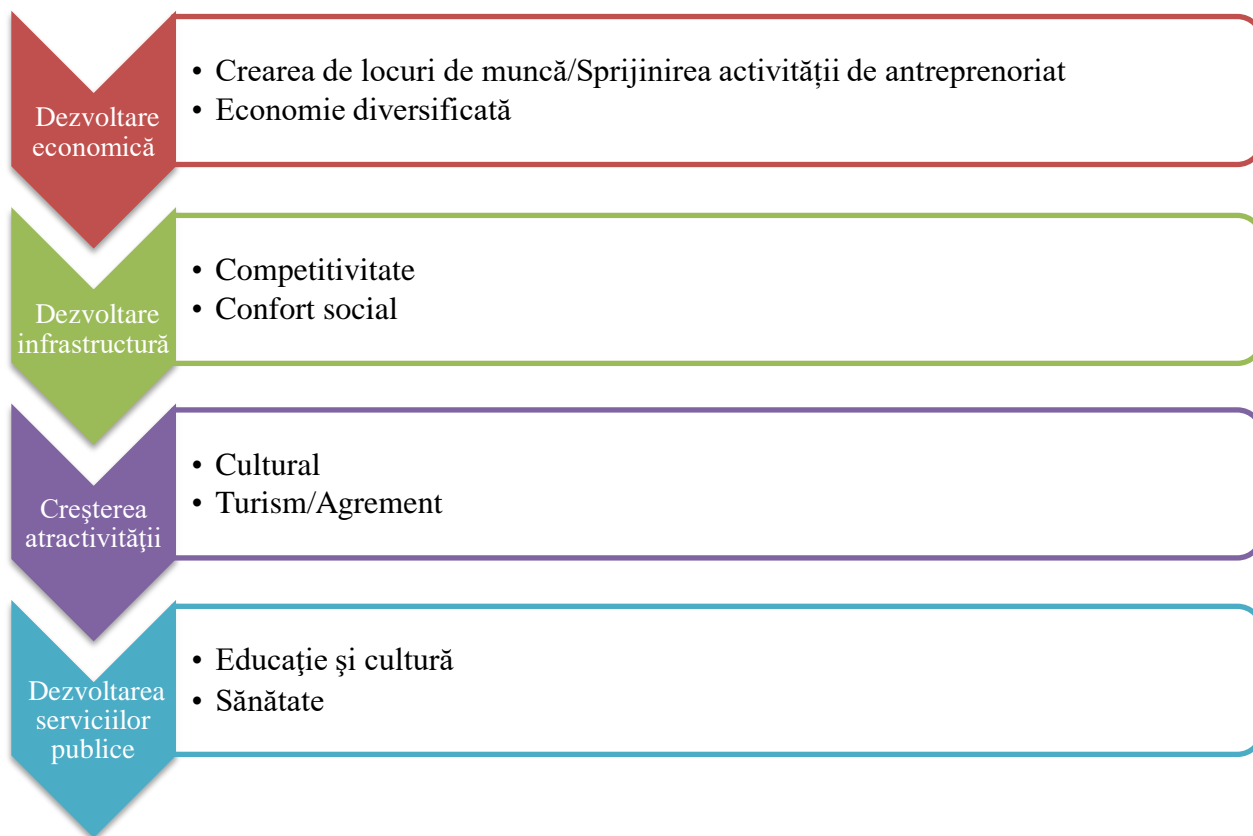 Dezvoltare
economică
• Crearea de locuri de muncă/Sprijinirea activității de antreprenoriat
• Economie diversificată
Dezvoltare
infrastructură
• Competitivitate
• Confort social
Creşterea
atractivităţii
• Cultural
• Turism/Agrement
Dezvoltarea
serviciilor
publice
• Educaţie şi cultură
• Sănătate